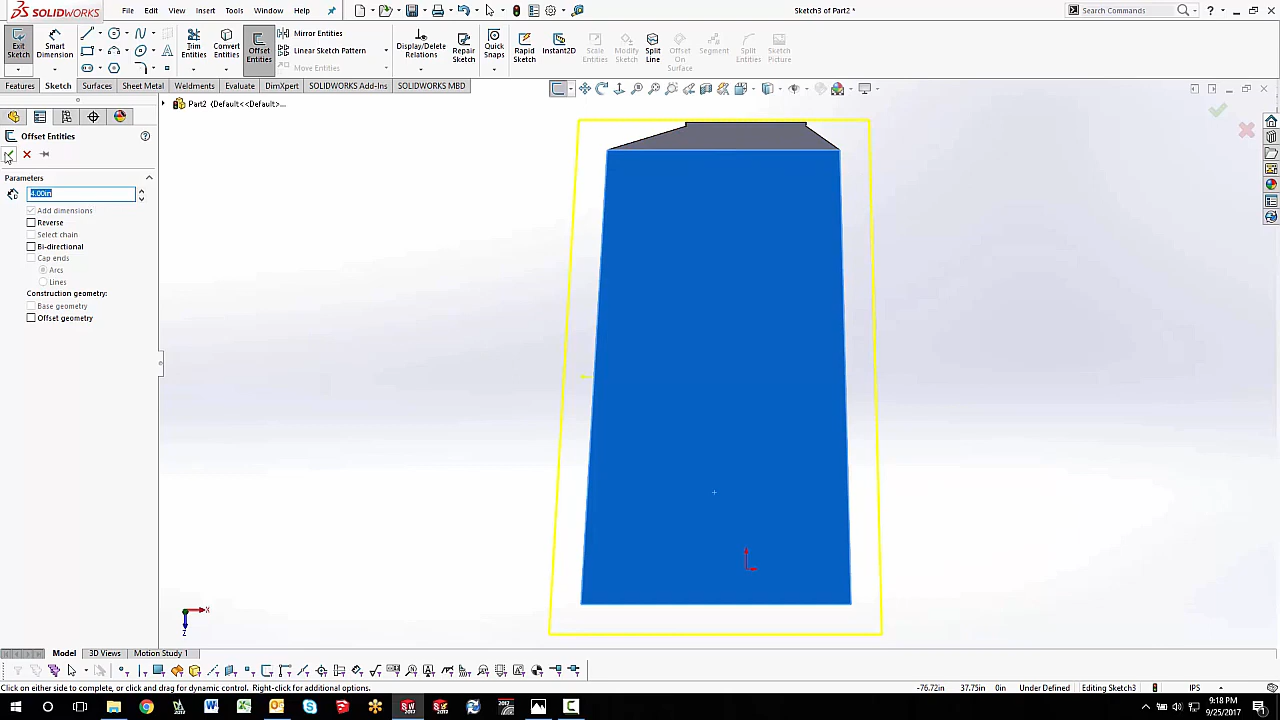 SOLIDWORKS File Edit View Insert Tools Window Help Sketch3 of Part2 * Search Commands
Exit Sketch Smart Dimension Trim Entities Convert Entities Offset Entities Mirror Entities Linear Sketch Pattern Move Entities Display/Delete Relations Repair Sketch Quick Snaps Rapid Sketch Instant2D Scale Entities Modify Sketch Split Line Offset On Surface Segment Split Entities Sketch Picture
Features Sketch Surfaces Sheet Metal Weldments Evaluate DimXpert SOLIDWORKS Add-Ins SOLIDWORKS MBD
Part2 (Default<<Default>...
Offset Entities
Parameters
4.00in
Add dimensions
Reverse
Select chain
Bi-directional
Cap ends
Arcs
Lines
Construction geometry:
Base geometry
Offset geometry
X
Z
Model 3D Views Motion Study 1
Click on either side to complete, or click and drag for dynamic control. Right-click for additional options. -76.72in 37.75in 0in Under Defined Editing Sketch3 IPS
9:18 PM
9/25/2017